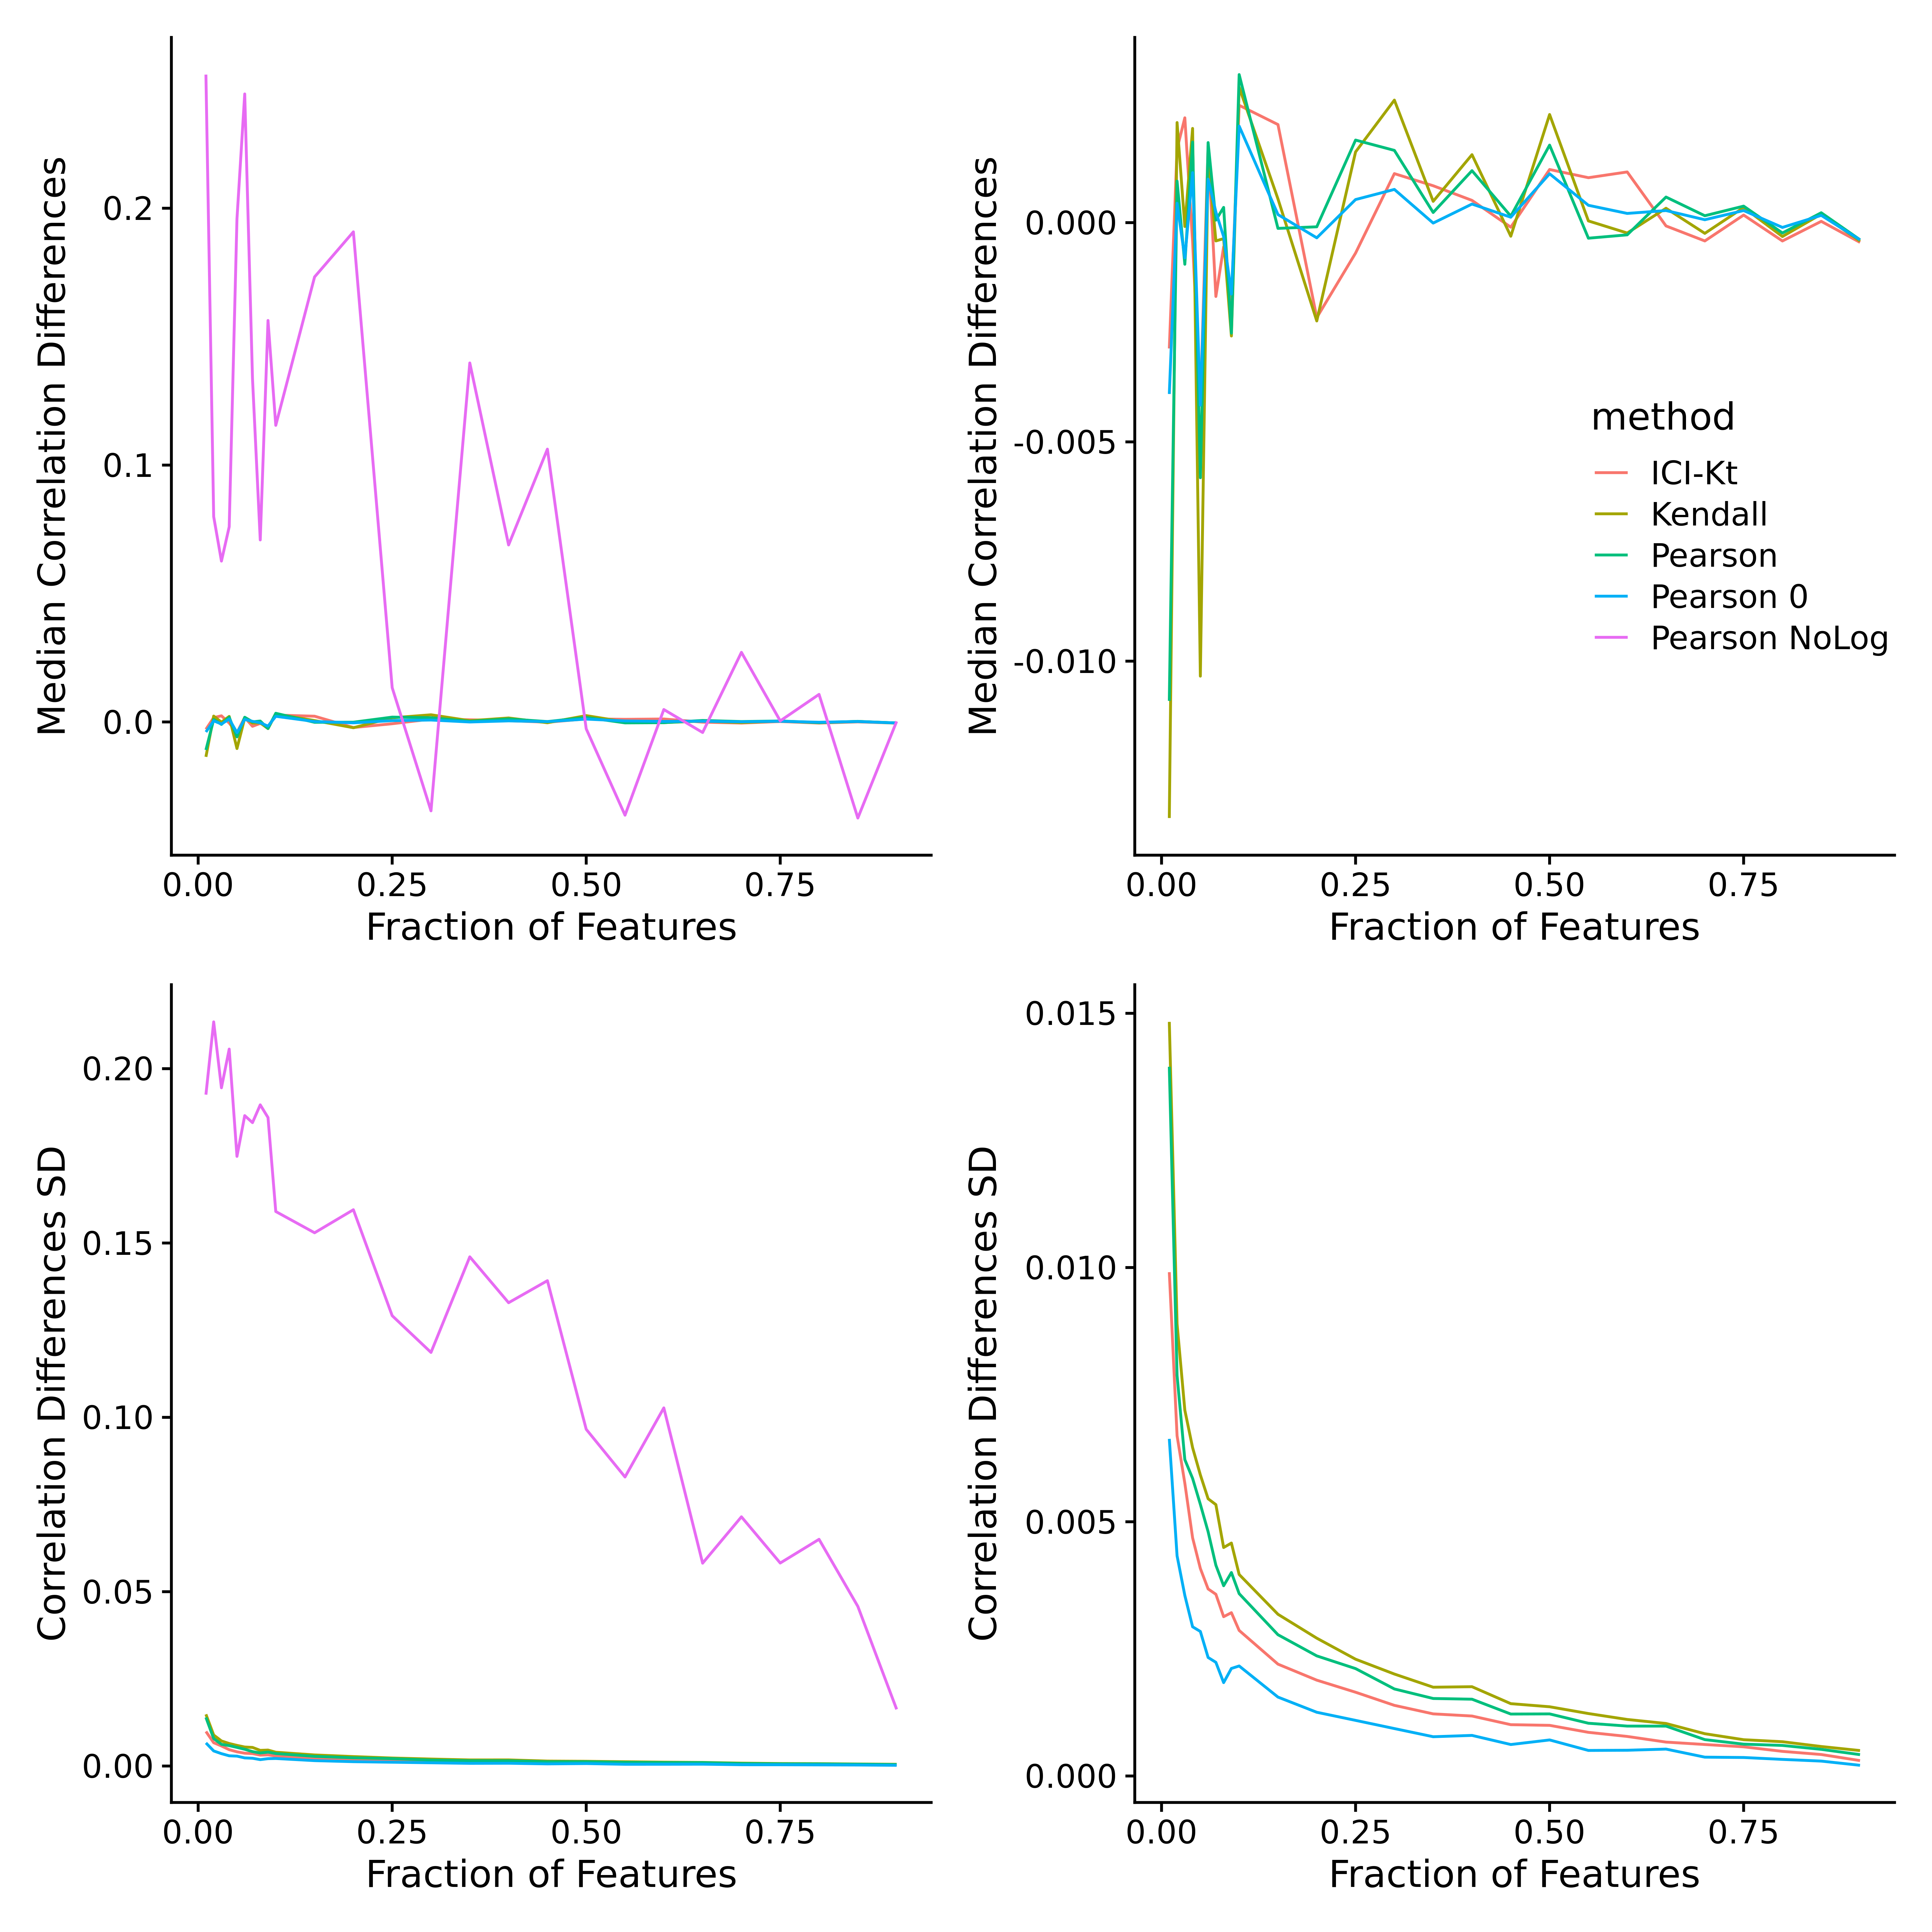 Median Correlation Differences
0.2
0.1
0.0
0.00 0.25 0.50 0.75
Fraction of Features
Median Correlation Differences
0.000
-0.005
-0.010
method
ICI-Kt
Kendall
Pearson
Pearson 0
Pearson NoLog
0.00 0.25 0.50 0.75
Fraction of Features
Correlation Differences SD
0.20
0.15
0.10
0.05
0.00
0.00 0.25 0.50 0.75
Fraction of Features
Correlation Differences SD
0.015
0.010
0.005
0.000
0.00 0.25 0.50 0.75
Fraction of Features